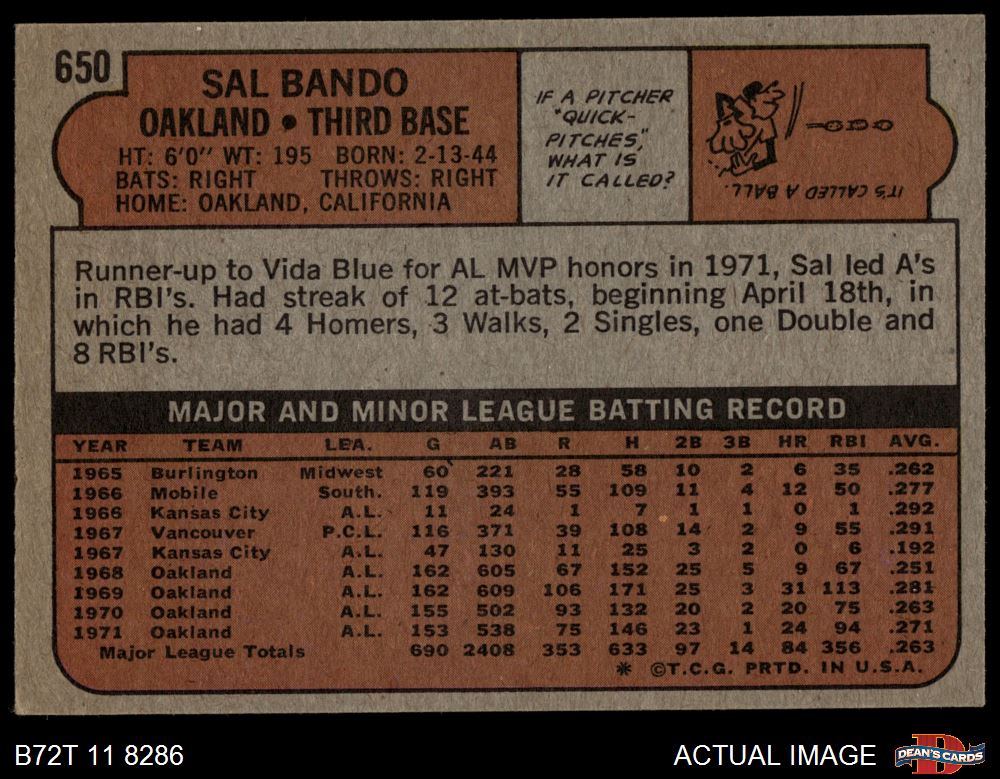 650
SAL BANDO
OAKLAND • THIRD BASE
HT: 6'0" WT: 195 BORN: 2-13-44
BATS: RIGHT THROWS: RIGHT
HOME: OAKLAND, CALIFORNIA
IF A PITCHER
"QUICK-
PITCHES",
WHAT IS
IT CALLED?
IT'S CALLED A BALL.
Runner-up to Vida Blue for AL MVP honors in 1971, Sal led A's
in RBI's. Had streak of 12 at-bats, beginning April 18th, in
which he had 4 Homers, 3 Walks, 2 Singles, one Double and
8 RBI's.
MAJOR AND MINOR LEAGUE BATTING RECORD
YEAR TEAM LEA. G AB R H 2B 3B HR RBI AVG.
1965 Burlington Midwest 60 221 28 58 10 2 6 35 .262
1966 Mobile South. 119 393 55 109 11 4 12 50 .277
1966 Kansas City A.L. 11 24 1 7 1 1 0 1 .292
1967 Vancouver P.C.L. 116 371 39 108 14 2 9 55 .291
1967 Kansas City A.L. 47 130 11 25 3 2 0 6 .192
1968 Oakland A.L. 162 605 67 152 25 5 9 67 .251
1969 Oakland A.L. 162 609 106 171 25 3 31 113 .281
1970 Oakland A.L. 155 502 93 132 20 2 20 75 .263
1971 Oakland A.L. 153 538 75 146 23 1 24 94 .271
Major League Totals 690 2408 353 633 97 14 84 356 .263
* ©T.C.G. PRTD. IN U.S.A.
B72T 11 8286
ACTUAL IMAGE
DEAN'S CARDS